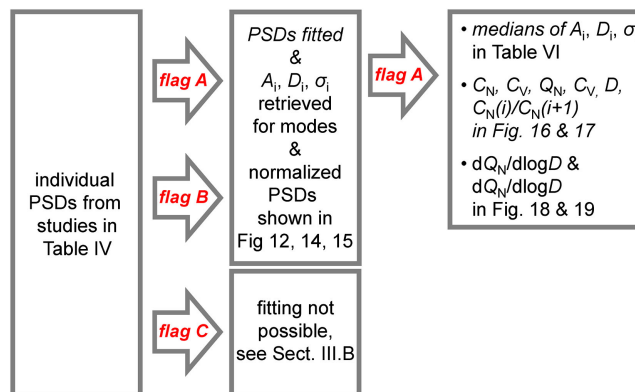 individual
PSDs from
studies in
Table IV
flag A
flag B
flag C
PSDs fitted
&
Ai, Di, σi
retrieved
for modes
&
normalized
PSDs
shown in
Fig 12, 14, 15
fitting not
possible,
see Sect. III.B
flag A
• medians of Ai, Di, σ
in Table VI
• CN, CV, QN, CV, D,
CN(i)/CN(i+1)
in Fig. 16 & 17
• dQN/dlogD &
dQN/dlogD
in Fig. 18 & 19